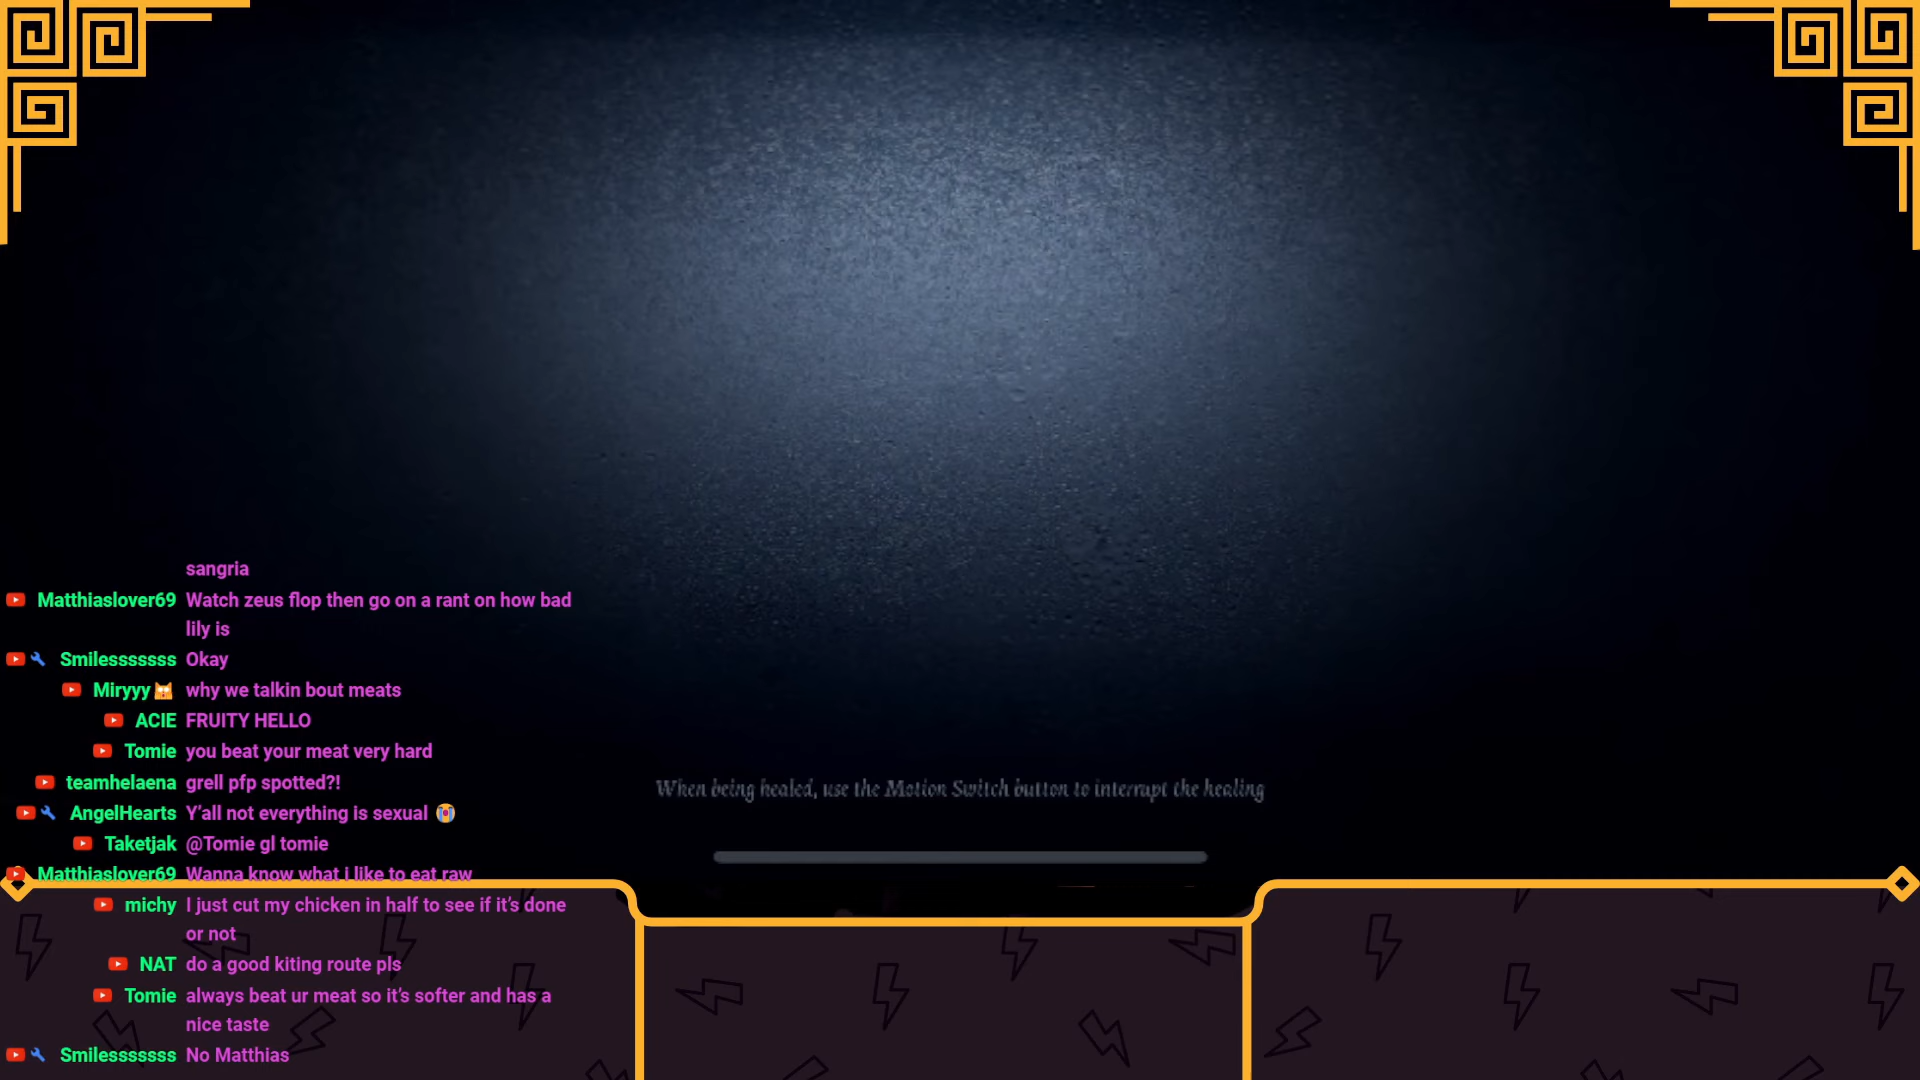 sangria
Matthiaslover69 Watch zeus flop then go on a rant on how bad
lily is
Smilesssssss Okay
Miryyy🙀 why we talkin bout meats
ACIE FRUITY HELLO
Tomie you beat your meat very hard
teamhelaena grell pfp spotted?!
AngelHearts Y'all not everything is sexual 😭
Taketjak @Tomie gl tomie
Matthiaslover69 Wanna know what i like to eat raw
michy I just cut my chicken in half to see if it's done
or not
NAT do a good kiting route pls
Tomie always beat ur meat so it's softer and has a
nice taste
Smilesssssss No Matthias
When being healed, use the Motion Switch button to interrupt the healing